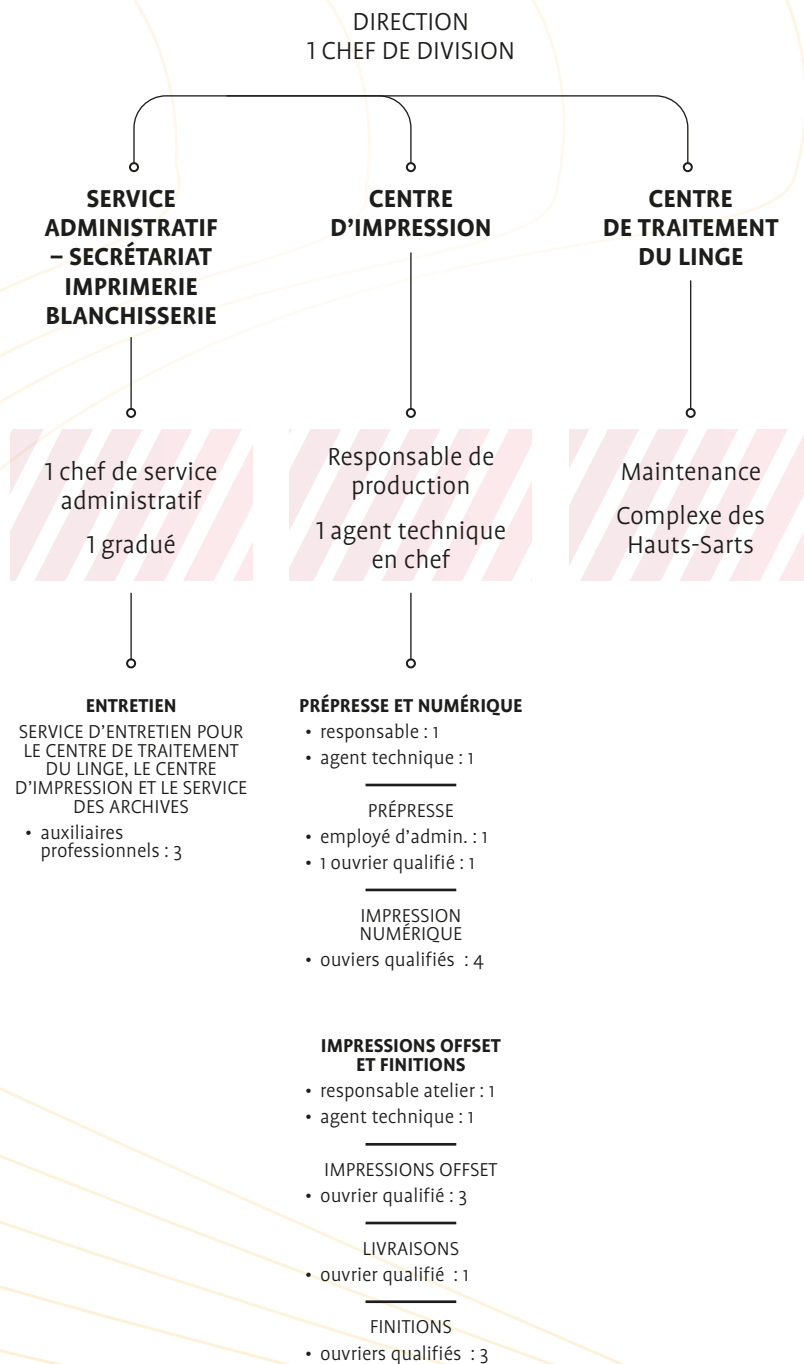 DIRECTION
1 CHEF DE DIVISION
SERVICE
ADMINISTRATIF
– SECRÉTARIAT
IMPRIMERIE
BLANCHISSERIE
1 chef de service
administratif
1 gradué
ENTRETIEN
SERVICE D’ENTRETIEN POUR
LE CENTRE DE TRAITEMENT
DU LINGE, LE CENTRE
D’IMPRESSION ET LE SERVICE
DES ARCHIVES
• auxiliaires
professionnels : 3
CENTRE
D’IMPRESSION
Responsable de
production
1 agent technique
en chef
PRÉPRESSE ET NUMÉRIQUE
• responsable : 1
• agent technique : 1
PRÉPRESSE
• employé d’admin. : 1
• 1 ouvrier qualifié : 1
IMPRESSION
NUMÉRIQUE
• ouviers qualifiés : 4
IMPRESSIONS OFFSET
ET FINITIONS
• responsable atelier : 1
• agent technique : 1
IMPRESSIONS OFFSET
• ouvrier qualifié : 3
LIVRAISONS
• ouvrier qualifié : 1
FINITIONS
• ouvriers qualifiés : 3
CENTRE
DE TRAITEMENT
DU LINGE
Maintenance
Complexe des
Hauts-Sarts